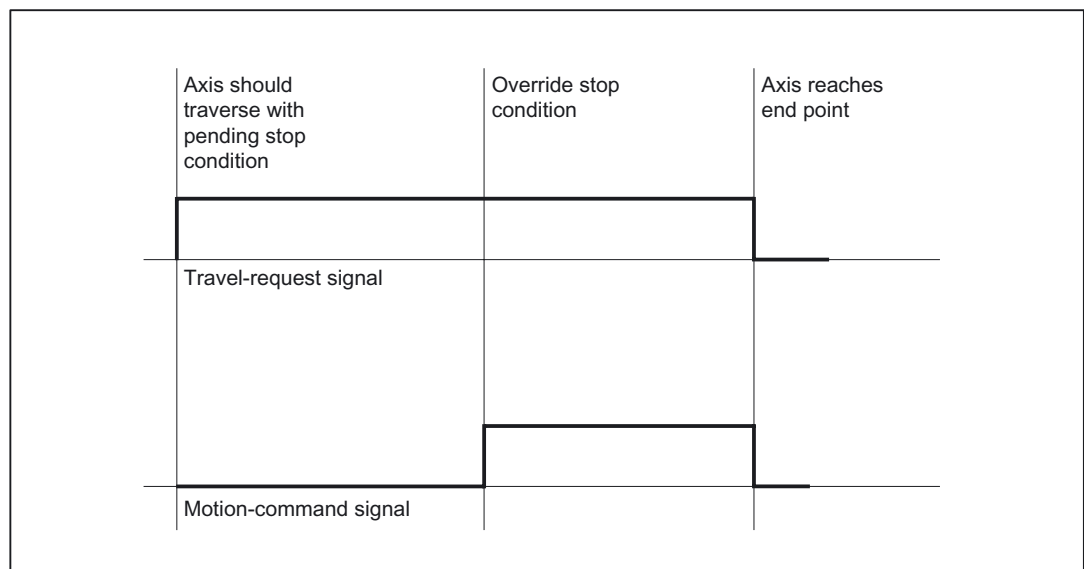 Axis should
traverse with
pending stop
condition
Override stop
condition
Axis reaches
end point
Travel-request signal
Motion-command signal